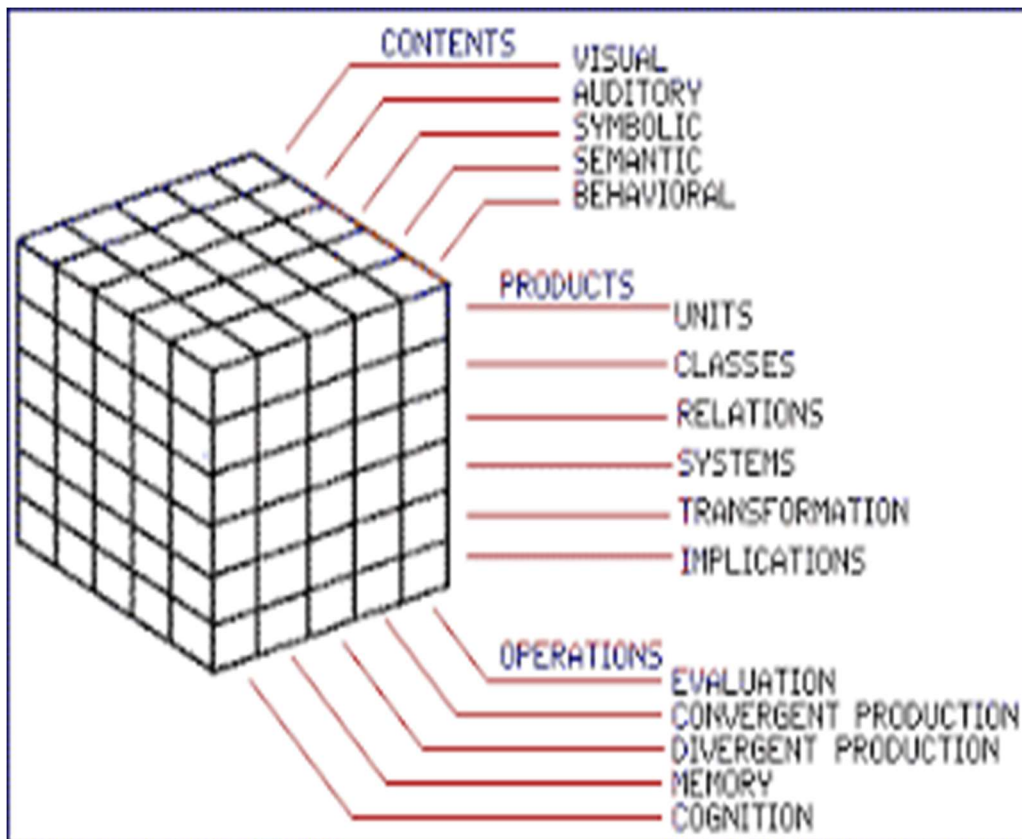 CONTENTS
VISUAL
AUDITORY
SYMBOLIC
SEMANTIC
BEHAVIORAL
PRODUCTS
UNITS
CLASSES
RELATIONS
SYSTEMS
TRANSFORMATION
IMPLICATIONS
OPERATIONS
EVALUATION
CONVERGENT PRODUCTION
DIVERGENT PRODUCTION
MEMORY
COGNITION